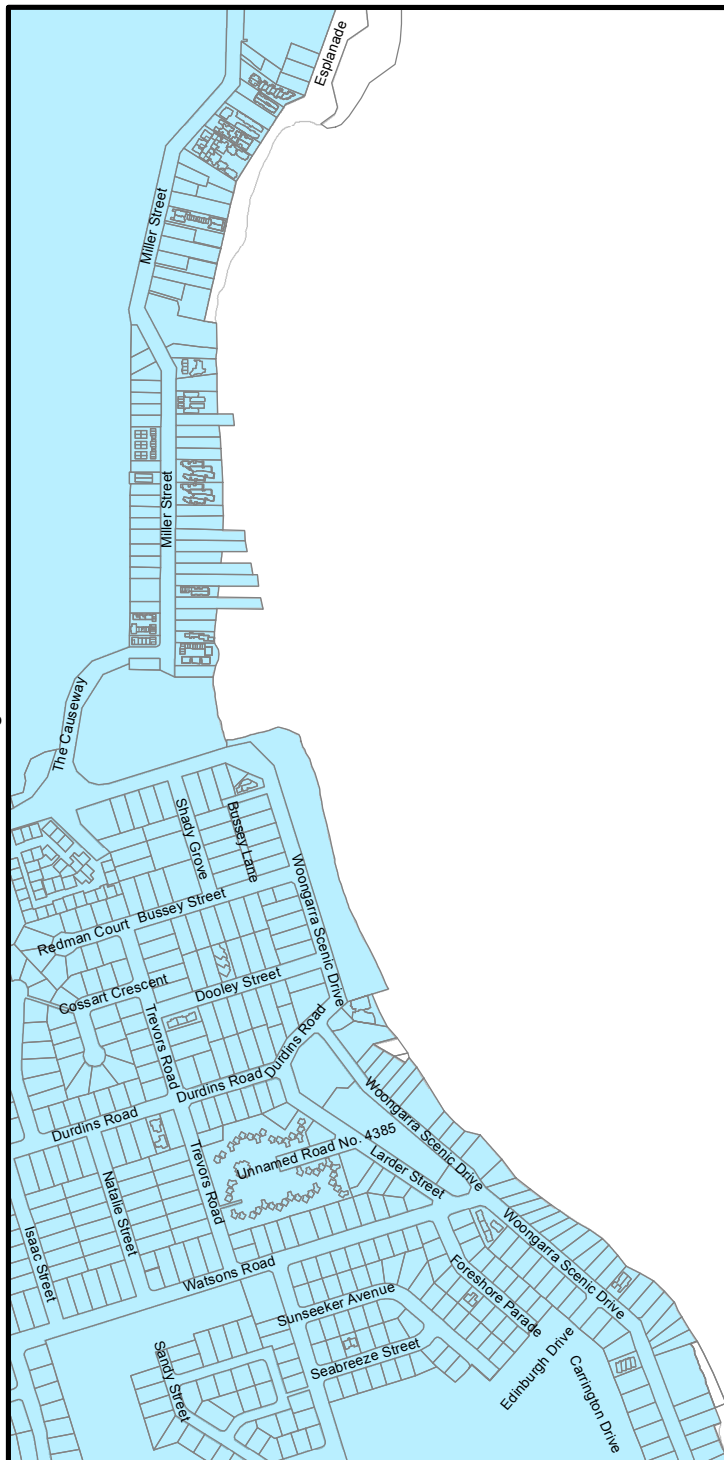 Esplanade
Miller Street
Miller Street
The Causeway
Shady Grove
Bussey Lane
Woongarra Scenic Drive
Bussey Street
Redman Court
Cossart Crescent
Dooley Street
Trevors Road
Durdins Road
Durdins Road
Durdins Road
Woongarra Scenic Drive
Unnamed Road No. 4385
Larder Street
Trevors Road
Natalie Street
Isaac Street
Watsons Road
Woongarra Scenic Drive
Foreshore Parade
Sunseeker Avenue
Seabreeze Street
Sandy Street
Edinburgh Drive
Carrington Drive